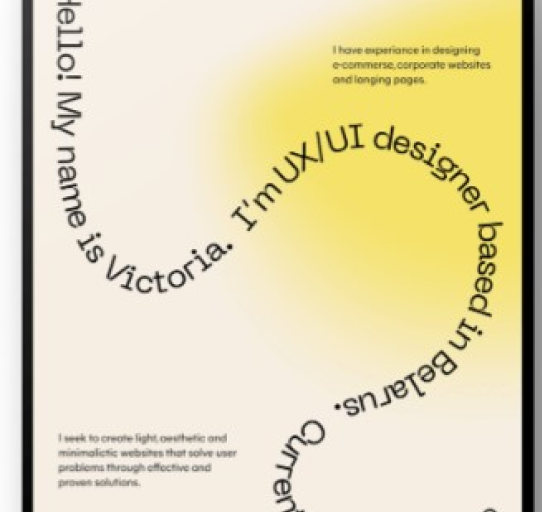 Hello! My name is Victoria. I'm UX/UI designer based in Belarus. Curren
I have experiance in designing
e-commerse, corporate websites
and langing pages.
I seek to create light, aesthetic and
minimalictic websites that solve user
problems through effective and
proven solutions.